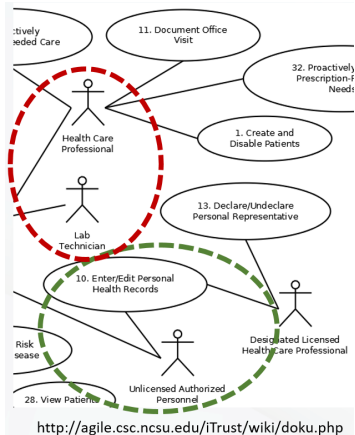 ctively
eeded Care
11. Document Office
Visit
32. Proactively
Prescription-R
Needs
Health Care
Professional
1. Create and
Disable Patients
Lab
Technician
13. Declare/Undeclare
Personal Representative
10. Enter/Edit Personal
Health Records
Designated Licensed
Health Care Professional
Risk
sease
Unlicensed Authorized
Personnel
28. View Patient
http://agile.csc.ncsu.edu/iTrust/wiki/doku.php